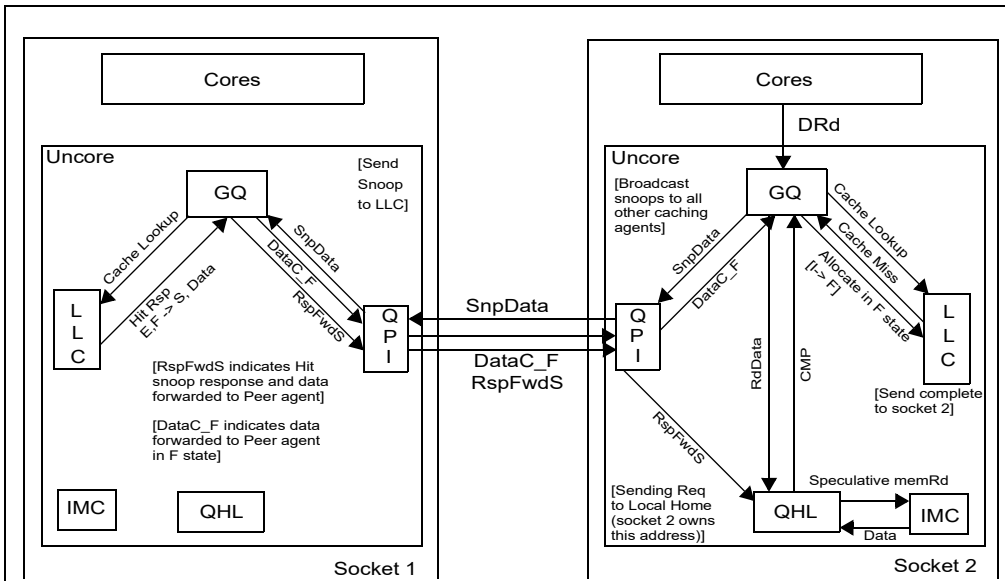 Cores
Uncore
[Send
Snoop
to LLC]
GQ
Cache Lookup
SnpData
DataC_F
RspFwdS
Hit Rsp
E,F -> S, Data
L
L
C
Q
P
I
[RspFwdS indicates Hit
snoop response and data
forwarded to Peer agent]
[DataC_F indicates data
forwarded to Peer agent
in F state]
IMC
QHL
Socket 1
SnpData
DataC_F
RspFwdS
Cores
DRd
Uncore
[Broadcast
snoops to all
other caching
agents]
GQ
Cache Lookup
Cache Miss
Allocate in F state
[I-> F]
SnpData
DataC_F
Q
P
I
L
L
C
RdData
CMP
[Send complete
to socket 2]
RspFwdS
[Sending Req
to Local Home
(socket 2 owns
this address)]
QHL
Speculative memRd
Data
IMC
Socket 2